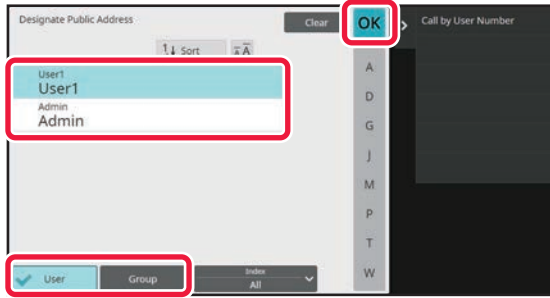 Designate Public Address
Clear
OK
Call by User Number
Sort
User1
User1
Admin
Admin
A
D
G
J
M
P
T
W
User
Group
Index
All